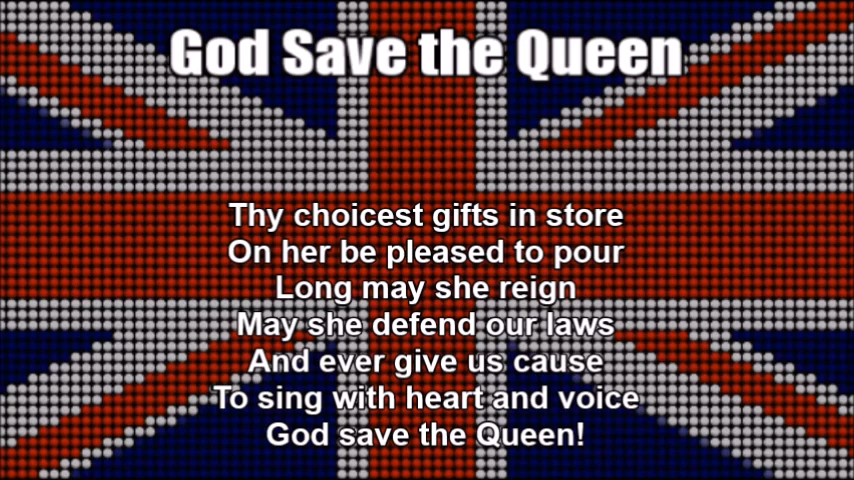 God Save the Queen
Thy choicest gifts in store
On her be pleased to pour
Long may she reign
May she defend our laws
And ever give us cause
To sing with heart and voice
God save the Queen!